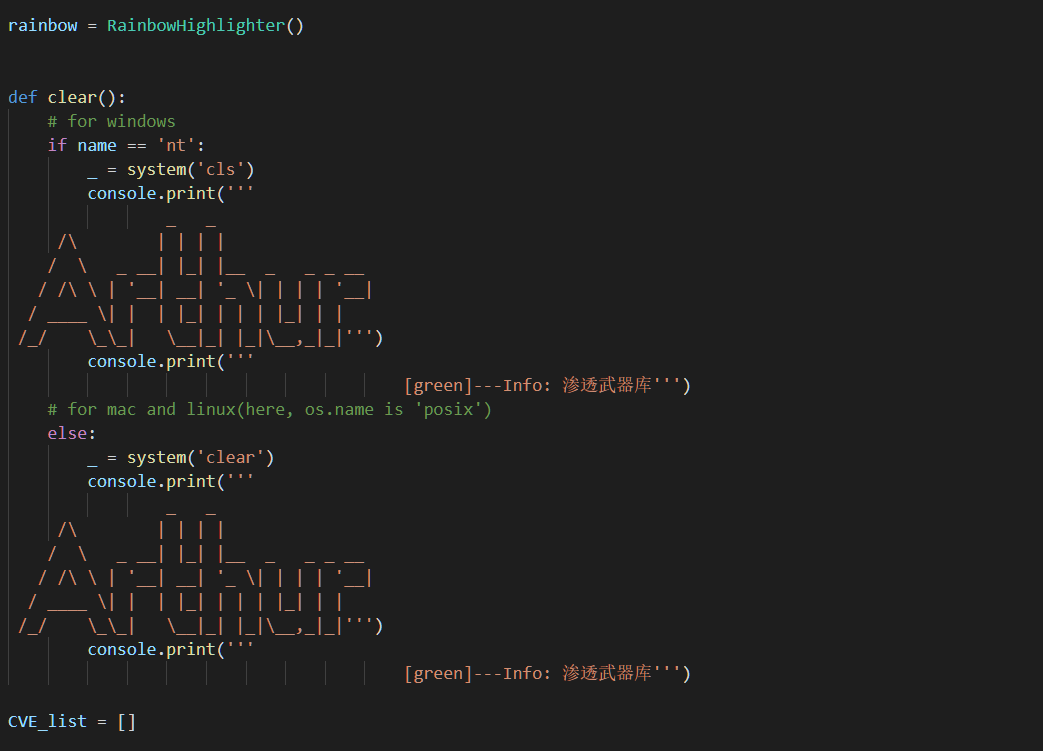 rainbow = RainbowHighlighter()
def clear():
    # for windows
    if name == 'nt':
        _ = system('cls')
        console.print('''
                _   _
     /\        | | | |
    /  \   _ __| |_| |__  _   _ _ __
   / /\ \ | '__| __| '_ \| | | | '__|
  / ____ \| |  | |_| | | | |_| | |
 /_/    \_\_|   \__|_| |_|\__,_|_|''')
        console.print('''
                                        [green]---Info: 渗透武器库''')
    # for mac and linux(here, os.name is 'posix')
    else:
        _ = system('clear')
        console.print('''
                _   _
     /\        | | | |
    /  \   _ __| |_| |__  _   _ _ __
   / /\ \ | '__| __| '_ \| | | | '__|
  / ____ \| |  | |_| | | | |_| | |
 /_/    \_\_|   \__|_| |_|\__,_|_|''')
        console.print('''
                                        [green]---Info: 渗透武器库''')
CVE_list = []